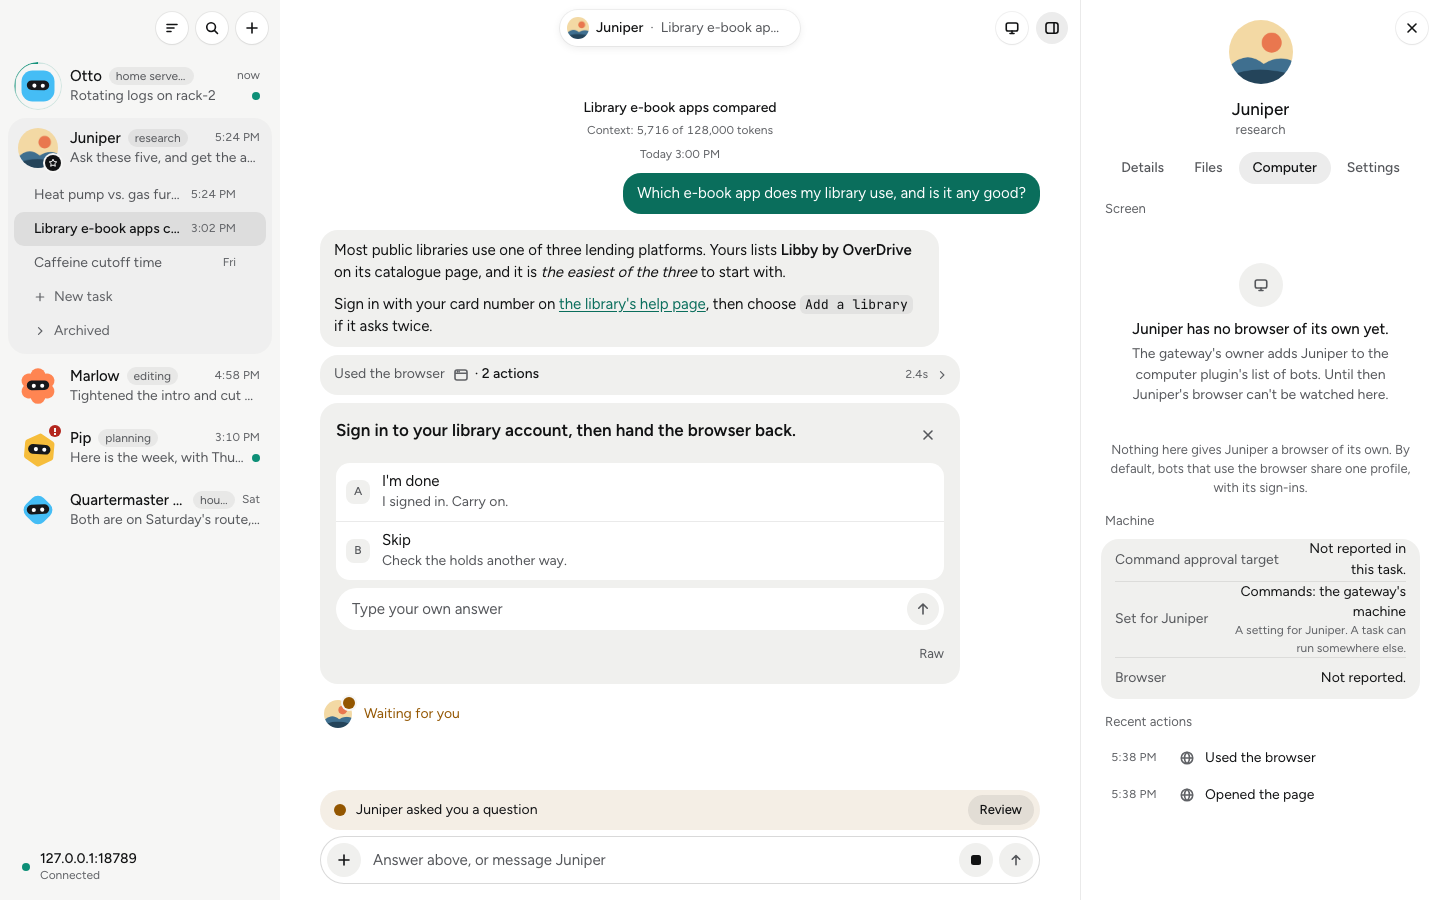 Otto home serve... now
Rotating logs on rack-2
Juniper research 5:24 PM
Ask these five, and get the a...
Heat pump vs. gas fur... 5:24 PM
Library e-book apps c... 3:02 PM
Caffeine cutoff time Fri
New task
Archived
Marlow editing 4:58 PM
Tightened the intro and cut ...
Pip planning 3:10 PM
Here is the week, with Thu...
Quartermaster ... hou... Sat
Both are on Saturday's route,...
127.0.0.1:18789
Connected
Juniper · Library e-book ap...
Library e-book apps compared
Context: 5,716 of 128,000 tokens
Today 3:00 PM
Which e-book app does my library use, and is it any good?
Most public libraries use one of three lending platforms. Yours lists Libby by OverDrive
on its catalogue page, and it is the easiest of the three to start with.
Sign in with your card number on the library's help page, then choose Add a library
if it asks twice.
Used the browser · 2 actions 2.4s
Sign in to your library account, then hand the browser back.
A I'm done
I signed in. Carry on.
B Skip
Check the holds another way.
Type your own answer
Raw
Waiting for you
Juniper asked you a question Review
Answer above, or message Juniper
Juniper
research
Details Files Computer Settings
Screen
Juniper has no browser of its own yet.
The gateway's owner adds Juniper to the
computer plugin's list of bots. Until then
Juniper's browser can't be watched here.
Nothing here gives Juniper a browser of its own. By
default, bots that use the browser share one profile,
with its sign-ins.
Machine
Command approval target Not reported in
this task.
Set for Juniper Commands: the gateway's
machine
A setting for Juniper. A task can
run somewhere else.
Browser Not reported.
Recent actions
5:38 PM Used the browser
5:38 PM Opened the page